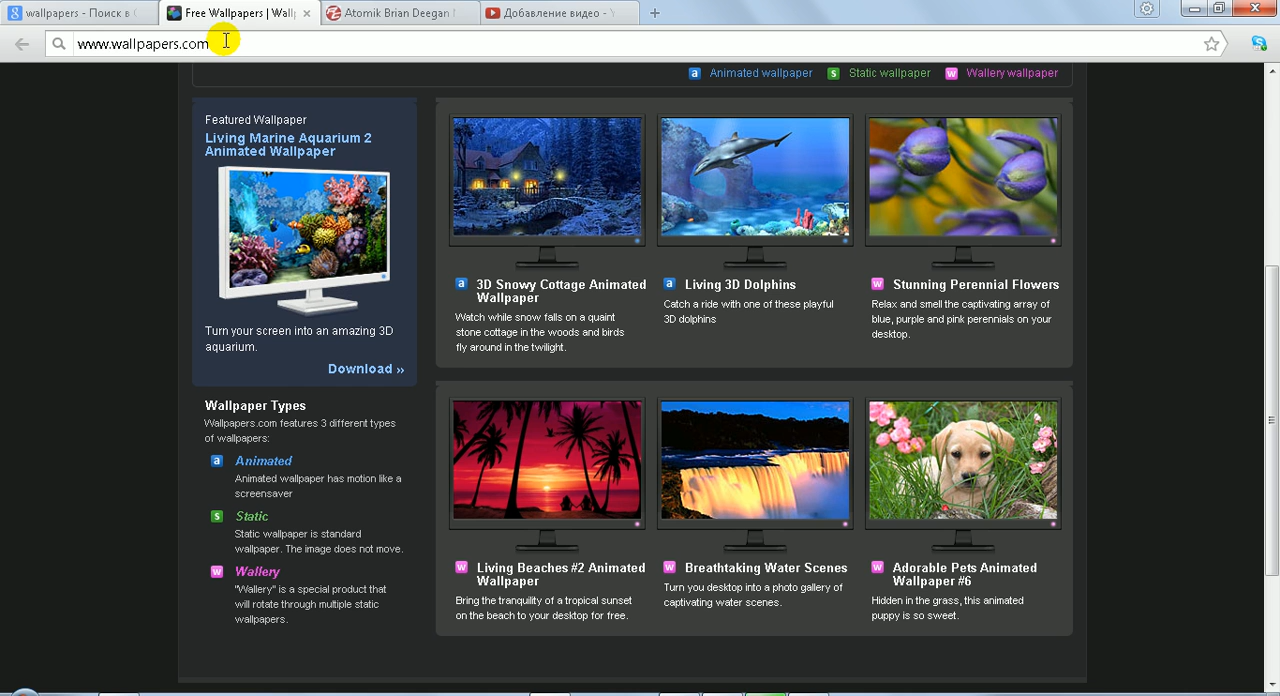 wallpapers - Поиск в G
Free Wallpapers | Wallp
Atomik Brian Deegan M
Добавление видео - Y
www.wallpapers.com
a Animated wallpaper
s Static wallpaper
w Wallery wallpaper
Featured Wallpaper
Living Marine Aquarium 2
Animated Wallpaper
Turn your screen into an amazing 3D
aquarium.
Download »
Wallpaper Types
Wallpapers.com features 3 different types
of wallpapers:
a Animated
Animated wallpaper has motion like a
screensaver
s Static
Static wallpaper is standard
wallpaper. The image does not move.
w Wallery
"Wallery" is a special product that
will rotate through multiple static
wallpapers.
a 3D Snowy Cottage Animated
Wallpaper
Watch while snow falls on a quaint
stone cottage in the woods and birds
fly around in the twilight.
a Living 3D Dolphins
Catch a ride with one of these playful
3D dolphins
w Stunning Perennial Flowers
Relax and smell the captivating array of
blue, purple and pink perennials on your
desktop.
w Living Beaches #2 Animated
Wallpaper
Bring the tranquility of a tropical sunset
on the beach to your desktop for free.
w Breathtaking Water Scenes
Turn you desktop into a photo gallery of
captivating water scenes.
w Adorable Pets Animated
Wallpaper #6
Hidden in the grass, this animated
puppy is so sweet.